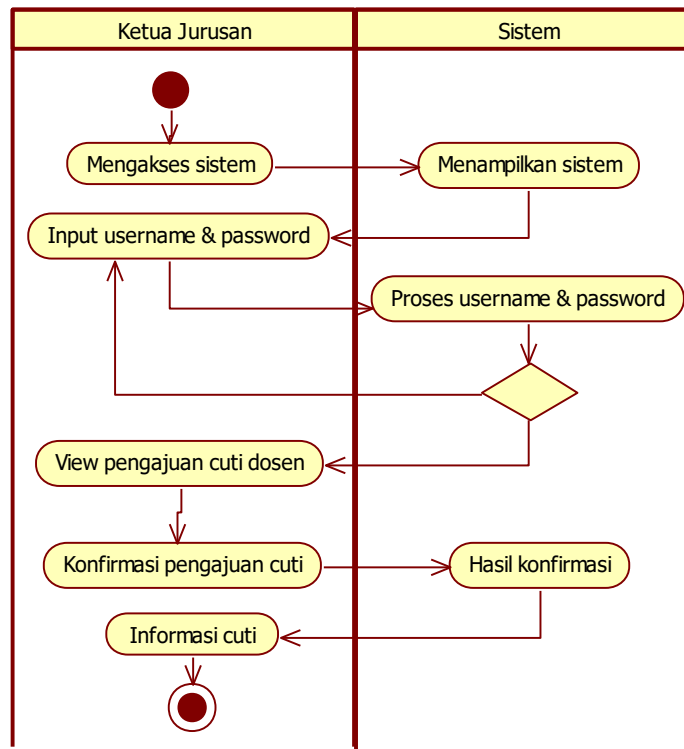 Ketua Jurusan
Sistem
Mengakses sistem
Menampilkan sistem
Input username & password
Proses username & password
View pengajuan cuti dosen
Konfirmasi pengajuan cuti
Hasil konfirmasi
Informasi cuti